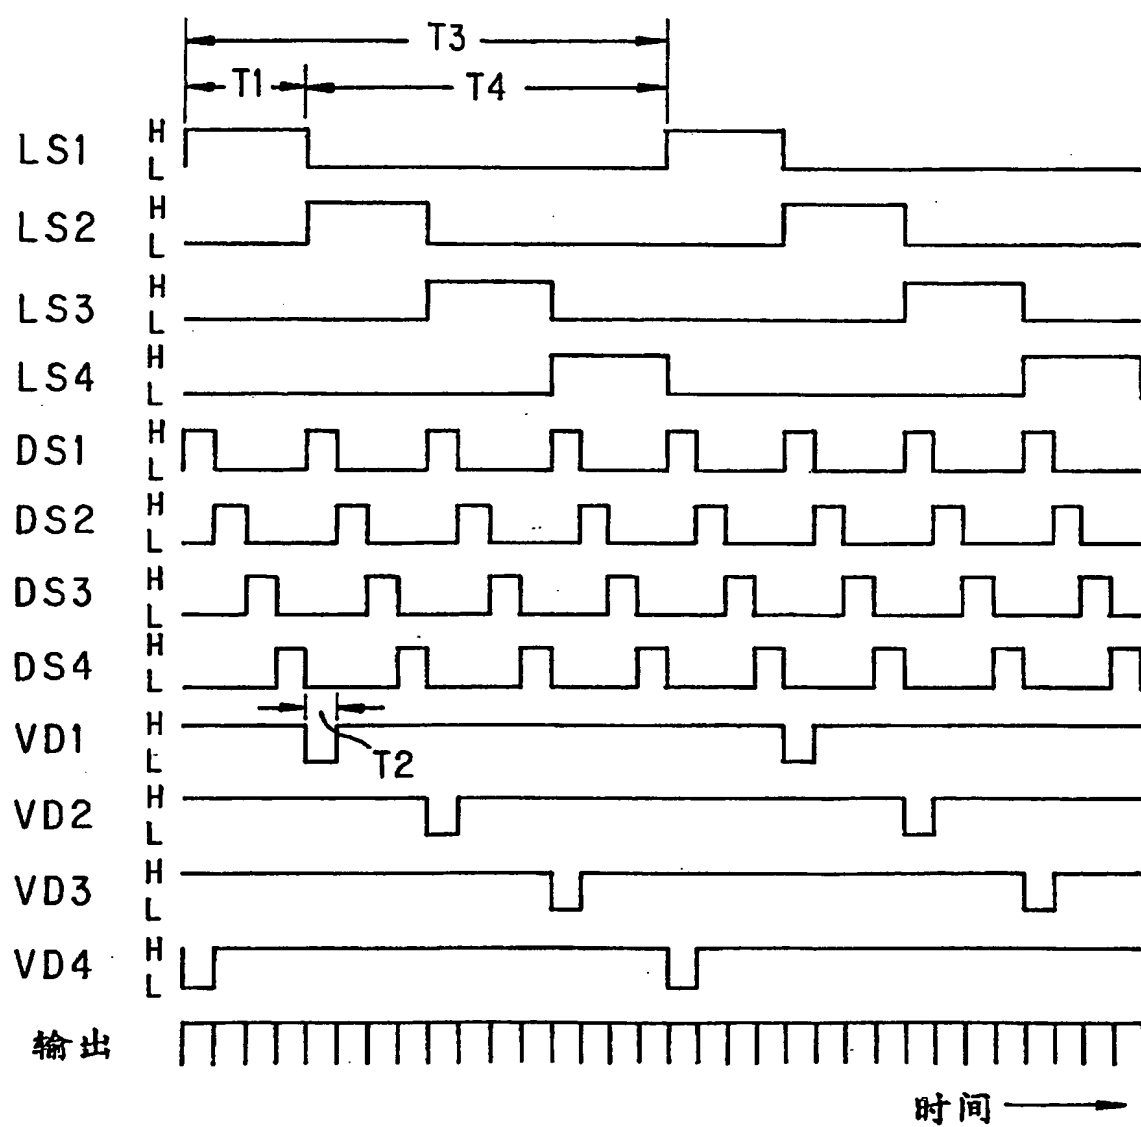 T3
T1 T4
LS1 H L
LS2 H L
LS3 H L
LS4 H L
DS1 H L
DS2 H L
DS3 H L
DS4 H L
VD1 H L
T2
VD2 H L
VD3 H L
VD4 H L
输出
时间